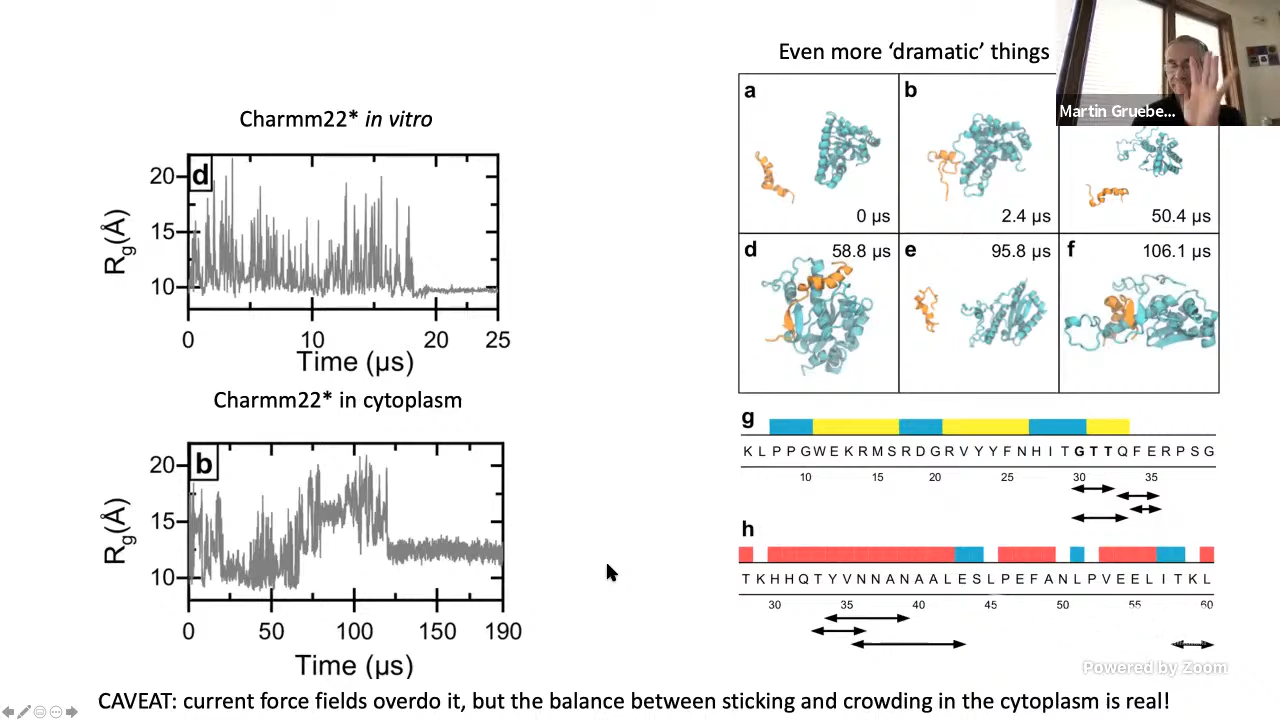 Charmm22* in vitro
d
20
15
10
Rg(Å)
0
10
20
25
Time (µs)
Charmm22* in cytoplasm
b
20
15
10
Rg(Å)
0
50
100
150
190
Time (µs)
Even more ‘dramatic’ things
Martin Gruebe...
a
0 µs
b
2.4 µs
50.4 µs
d
58.8 µs
e
95.8 µs
f
106.1 µs
g
K L P P G W E K R M S R D G R V Y Y F N H I T G T T Q F E R P S G
10 15 20 25 30 35
h
T K H H Q T Y V N N A N A A L E S L P E F A N L P V E E L I T K L
30 35 40 45 50 55 60
Powered by Zoom
CAVEAT: current force fields overdo it, but the balance between sticking and crowding in the cytoplasm is real!